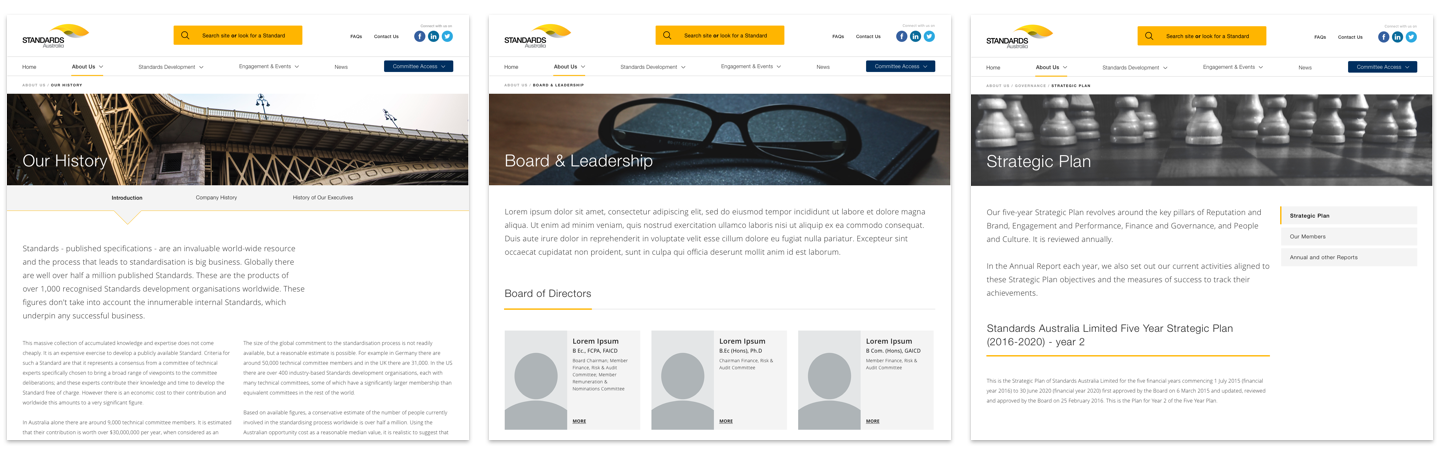 STANDARDS
Australia
Search site or look for a Standard
FAQs
Contact Us
Connect with us on
Home
About Us
Standards Development
Engagement & Events
News
Committee Access
ABOUT US / OUR HISTORY
Our History
Introduction
Company History
History of Our Executives
Standards - published specifications - are an invaluable world-wide resource
and the process that leads to standardisation is big business. Globally there
are well over half a million published Standards. These are the products of
over 1,000 recognised Standards development organisations worldwide. These
figures don't take into account the innumerable internal Standards, which
underpin any successful business.
This massive collection of accumulated knowledge and expertise does not come
cheaply. It is an expensive exercise to develop a publicly available Standard. Criteria for
such a Standard are that it represents a consensus from a committee of technical
experts specifically chosen to bring a broad range of viewpoints to the committee
deliberations; and these experts contribute their knowledge and time to develop the
Standard free of charge. However there is an economic cost to their contribution and
worldwide this amounts to a very significant figure.
In Australia alone there are around 9,000 technical committee members. It is estimated
that their contribution is worth over $30,000,000 per year, when considered as an
The size of the global commitment to the standardisation process is not readily
available, but a reasonable estimate is possible. For example in Germany there are
around 50,000 technical committee members and in the UK there are 31,000. In the US
there are over 400 industry-based Standards development organisations, each with
many technical committees, some of which have a significantly larger membership than
equivalent committees in the rest of the world.
Based on available figures, a conservative estimate of the number of people currently
involved in the standardising process worldwide is over half a million. Using the
Australian opportunity cost as a reasonable median value, it is realistic to suggest that
STANDARDS
Australia
Search site or look for a Standard
FAQs
Contact Us
Connect with us on
Home
About Us
Standards Development
Engagement & Events
News
Committee Access
ABOUT US / BOARD & LEADERSHIP
Board & Leadership
Lorem ipsum dolor sit amet, consectetur adipiscing elit, sed do eiusmod tempor incididunt ut labore et dolore magna
aliqua. Ut enim ad minim veniam, quis nostrud exercitation ullamco laboris nisi ut aliquip ex ea commodo consequat.
Duis aute irure dolor in reprehenderit in voluptate velit esse cillum dolore eu fugiat nulla pariatur. Excepteur sint
occaecat cupidatat non proident, sunt in culpa qui officia deserunt mollit anim id est laborum.
Board of Directors
Lorem Ipsum
B Ec., FCPA, FAICD
Board Chairman; Member
Finance, Risk & Audit
Committee; Member
Remuneration &
Nominations Committee
MORE
Lorem Ipsum
B.Ec (Hons), Ph.D
Chairman Finance, Risk &
Audit Committee
MORE
Lorem Ipsum
B Com. (Hons), GAICD
Member Finance, Risk &
Audit Committee
MORE
STANDARDS
Australia
Search site or look for a Standard
FAQs
Contact Us
Connect with us on
Home
About Us
Standards Development
Engagement & Events
News
Committee Access
ABOUT US / GOVERNANCE / STRATEGIC PLAN
Strategic Plan
Our five-year Strategic Plan revolves around the key pillars of Reputation and
Brand, Engagement and Performance, Finance and Governance, and People
and Culture. It is reviewed annually.
In the Annual Report each year, we also set out our current activities aligned to
these Strategic Plan objectives and the measures of success to track their
achievements.
Strategic Plan
Our Members
Annual and other Reports
Standards Australia Limited Five Year Strategic Plan
(2016-2020) - year 2
This is the Strategic Plan of Standards Australia Limited for the five financial years commencing 1 July 2015 (financial
year 2016) to 30 June 2020 (financial year 2020) first approved by the Board on 6 March 2015 and updated, reviewed
and approved by the Board on 25 February 2016. This is the Plan for Year 2 of the Five Year Plan.